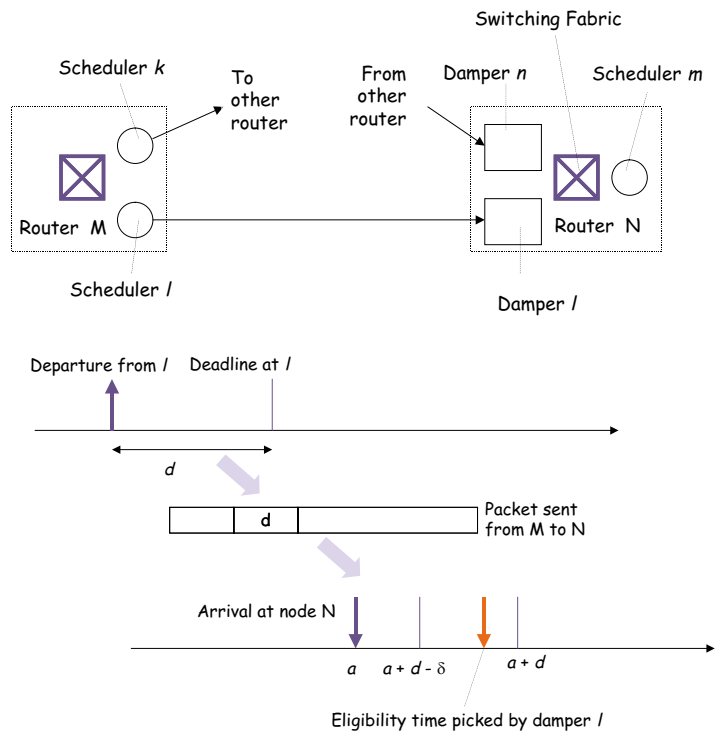 Switching Fabric
Scheduler k
To
other
router
From
other
router
Damper n
Scheduler m
Router M
Router N
Scheduler l
Damper l
Departure from l
Deadline at l
d
d
Packet sent
from M to N
Arrival at node N
a
a + d - δ
a + d
Eligibility time picked by damper l